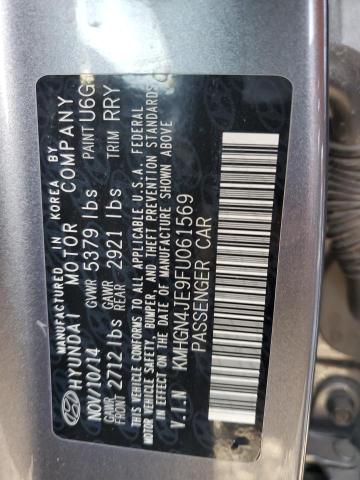 MANUFACTURED IN KOREA BY
HYUNDAI MOTOR COMPANY
NOV/10/14 GVWR 5379 lbs PAINT U6G
GAWR FRONT 2712 lbs GAWR REAR 2921 lbs TRIM RRY
THIS VEHICLE CONFORMS TO ALL APPLICABLE U.S.A. FEDERAL
MOTOR VEHICLE SAFETY, BUMPER, AND THEFT PREVENTION STANDARDS
IN EFFECT ON THE DATE OF MANUFACTURE SHOWN ABOVE
V.I.N KMHGN4JE9FU061569
PASSENGER CAR